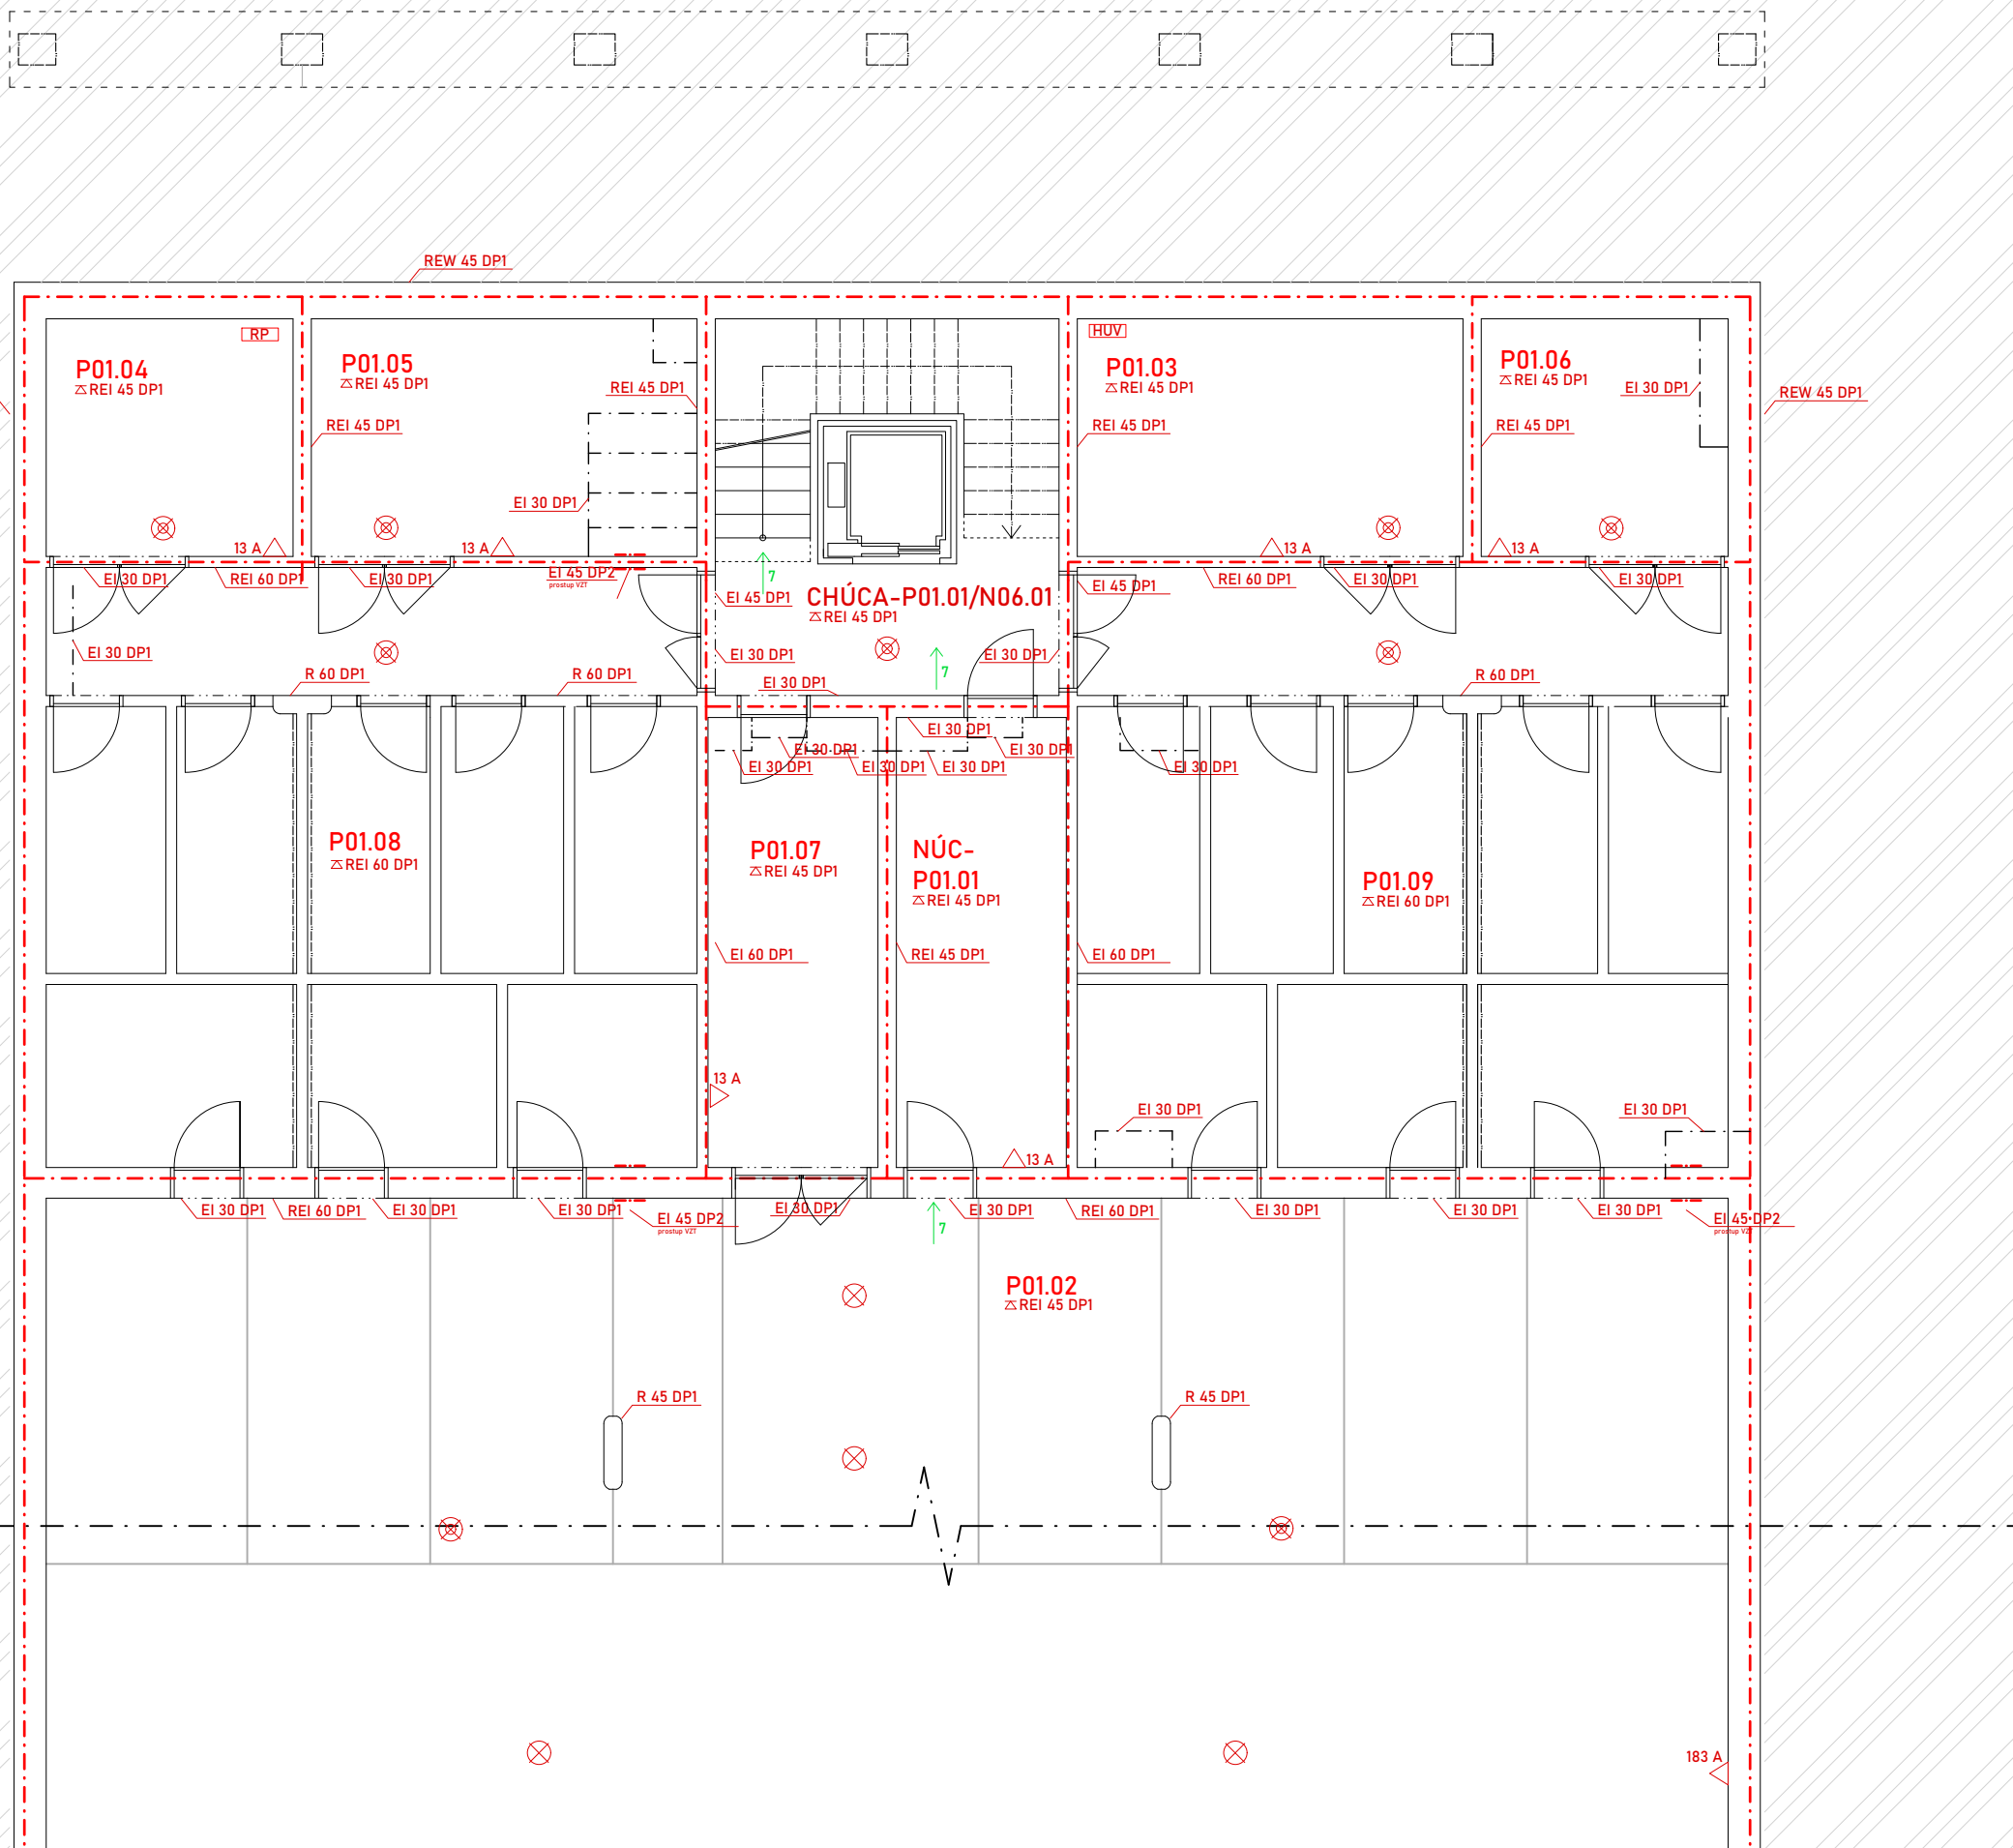 REW 45 DP1
RP
HUV
P01.04
REI 45 DP1
P01.05
REI 45 DP1
REI 45 DP1
P01.03
REI 45 DP1
P01.06
REI 45 DP1
EI 30 DP1
REW 45 DP1
REI 45 DP1
REI 45 DP1
REI 45 DP1
EI 30 DP1
13 A
13 A
13 A
13 A
EI 30 DP1
REI 60 DP1
EI 30 DP1
EI 45 DP2
prostup VZT
7
EI 45 DP1
CHÚCA-P01.01/N06.01
REI 45 DP1
EI 45 DP1
REI 60 DP1
EI 30 DP1
EI 30 DP1
EI 30 DP1
EI 30 DP1
EI 30 DP1
R 60 DP1
R 60 DP1
EI 30 DP1
7
R 60 DP1
EI 30 DP1
EI 30 DP1
EI 30 DP1
EI 30 DP1
EI 30 DP1
EI 30 DP1
EI 30 DP1
P01.08
REI 60 DP1
P01.07
REI 45 DP1
NÚC-
P01.01
REI 45 DP1
P01.09
REI 60 DP1
EI 60 DP1
REI 45 DP1
EI 60 DP1
13 A
EI 30 DP1
EI 30 DP1
13 A
EI 30 DP1
REI 60 DP1
EI 30 DP1
EI 30 DP1
EI 45 DP2
prostup VZT
EI 30 DP1
7
EI 30 DP1
REI 60 DP1
EI 30 DP1
EI 30 DP1
EI 30 DP1
EI 45 DP2
prostup VZT
P01.02
REI 45 DP1
R 45 DP1
R 45 DP1
183 A